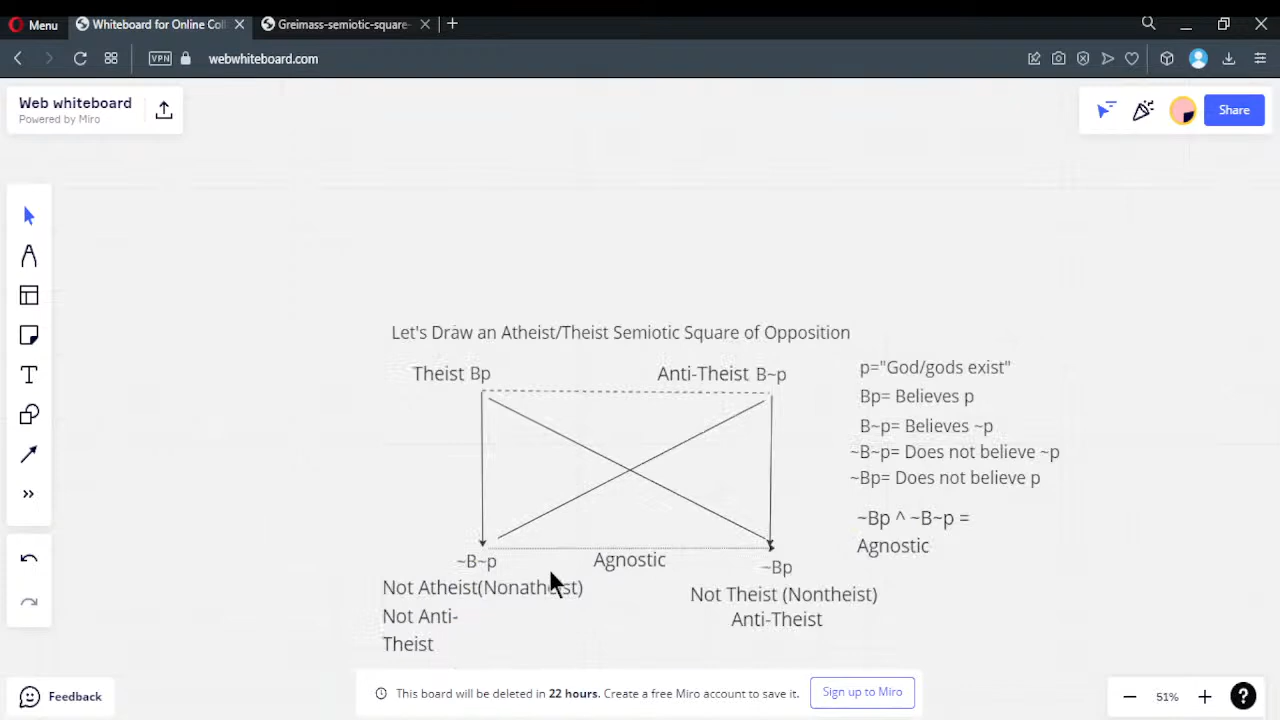 Menu
Whiteboard for Online Col
Greimass-semiotic-square-
VPN
webwhiteboard.com
Web whiteboard
Powered by Miro
Share
Let's Draw an Atheist/Theist Semiotic Square of Opposition
Theist Bp
Anti-Theist B~p
p="God/gods exist"
Bp= Believes p
B~p= Believes ~p
~B~p= Does not believe ~p
~Bp= Does not believe p
~Bp ^ ~B~p =
Agnostic
~B~p
Agnostic
~Bp
Not Atheist(Nonatheist)
Not Anti-
Theist
Not Theist (Nontheist)
Anti-Theist
Feedback
This board will be deleted in 22 hours. Create a free Miro account to save it.
Sign up to Miro
51%